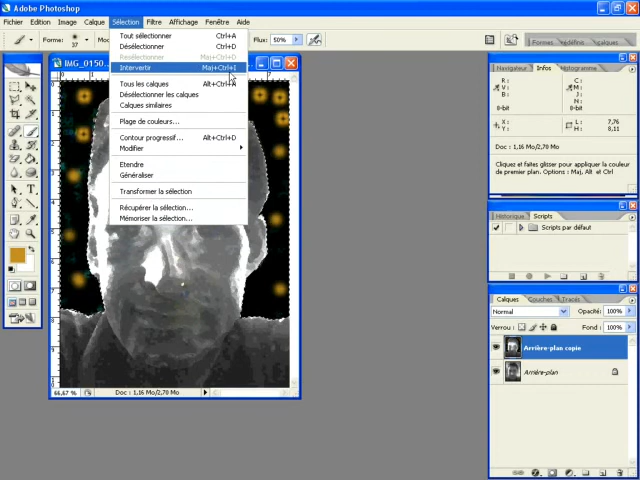 Adobe Photoshop
Fichier Edition Image Calque Sélection Filtre Affichage Fenêtre Aide
Forme: 37 Flux: 50% Formes calques
Tout sélectionner Ctrl+A
Désélectionner Ctrl+D
Resélectionner Maj+Ctrl+D
Intervertir Maj+Ctrl+I
Tous les calques Alt+Ctrl+A
Désélectionner les calques
Calques similaires
Plage de couleurs...
Contour progressif... Alt+Ctrl+D
Modifier
Etendre
Généraliser
Transformer la sélection
Récupérer la sélection...
Mémoriser la sélection...
IMG_0150...
66,67 % Doc : 1,16 Mo/2,70 Mo
Navigateur Infos Histogramme
R : C :
V : M :
B : J :
N :
8-bit 8-bit
X : L : 7,76
Y : H : 8,11
Doc : 1,16 Mo/2,70 Mo
Cliquez et faites glisser pour appliquer la couleur
de premier plan. Options : Maj, Alt et Ctrl
Historique Scripts
Scripts par défaut
Calques Couches Tracés
Normal Opacité: 100%
Verrou : Fond : 100%
Arrière-plan copie
Arrière-plan